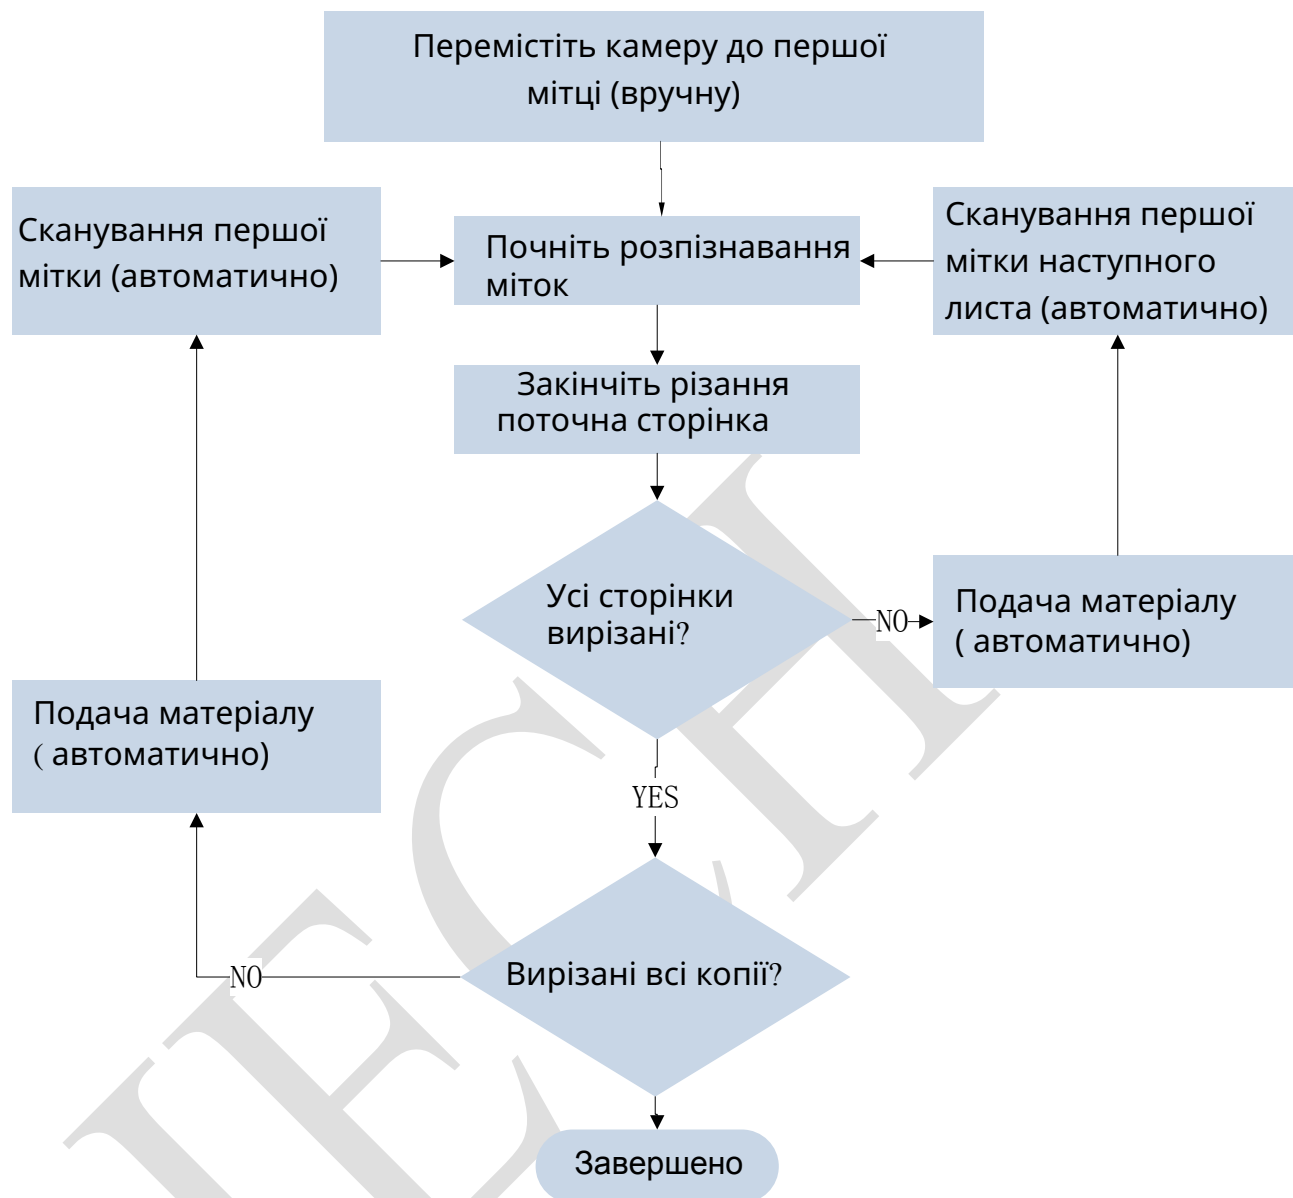 Перемістіть камеру до першої
мітці (вручну)
Сканування першої
мітки (автоматично)
Почніть розпізнавання
міток
Сканування першої
мітки наступного
листа (автоматично)
Закінчіть різання
поточна сторінка
Усі сторінки
вирізані?
NO
Подача матеріалу
( автоматично)
Подача матеріалу
( автоматично)
YES
Вирізані всі копії?
NO
Завершено